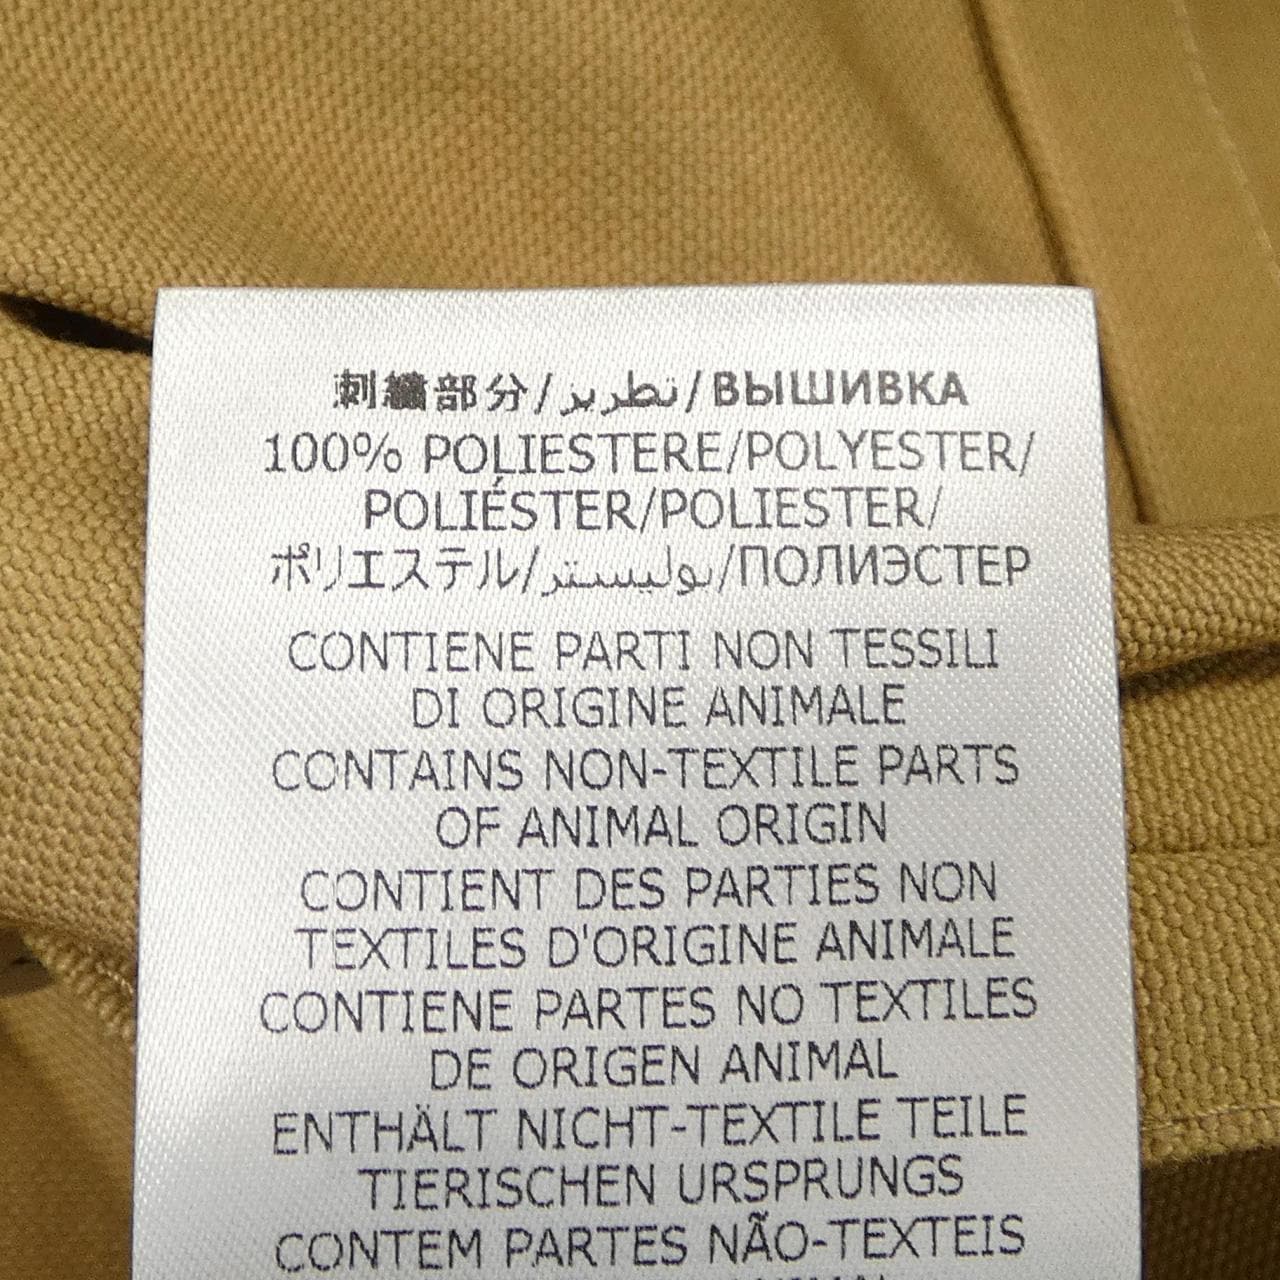 刺繍部分/تطريز/ВЫШИВКА
100% POLIESTERE/POLYESTER/
POLIÉSTER/POLIESTER/
ポリエステル/بوليستر/ПОЛИЭСТЕР
CONTIENE PARTI NON TESSILI
DI ORIGINE ANIMALE
CONTAINS NON-TEXTILE PARTS
OF ANIMAL ORIGIN
CONTIENT DES PARTIES NON
TEXTILES D'ORIGINE ANIMALE
CONTIENE PARTES NO TEXTILES
DE ORIGEN ANIMAL
ENTHÄLT NICHT-TEXTILE TEILE
TIERISCHEN URSPRUNGS
CONTEM PARTES NÃO-TEXTEIS